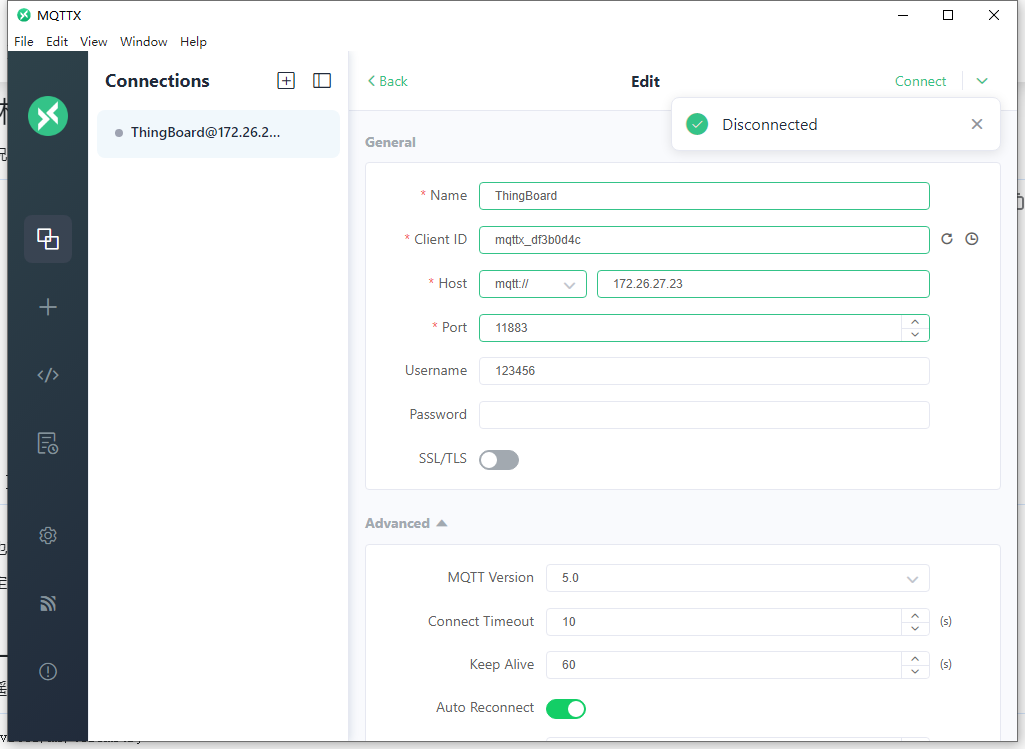 MQTTX
File Edit View Window Help
Connections
ThingBoard@172.26.2...
Back
Edit
Connect
Disconnected
General
* Name ThingBoard
* Client ID mqttx_df3b0d4c
* Host mqtt:// 172.26.27.23
* Port 11883
Username 123456
Password
SSL/TLS
Advanced
MQTT Version 5.0
Connect Timeout 10 (s)
Keep Alive 60 (s)
Auto Reconnect